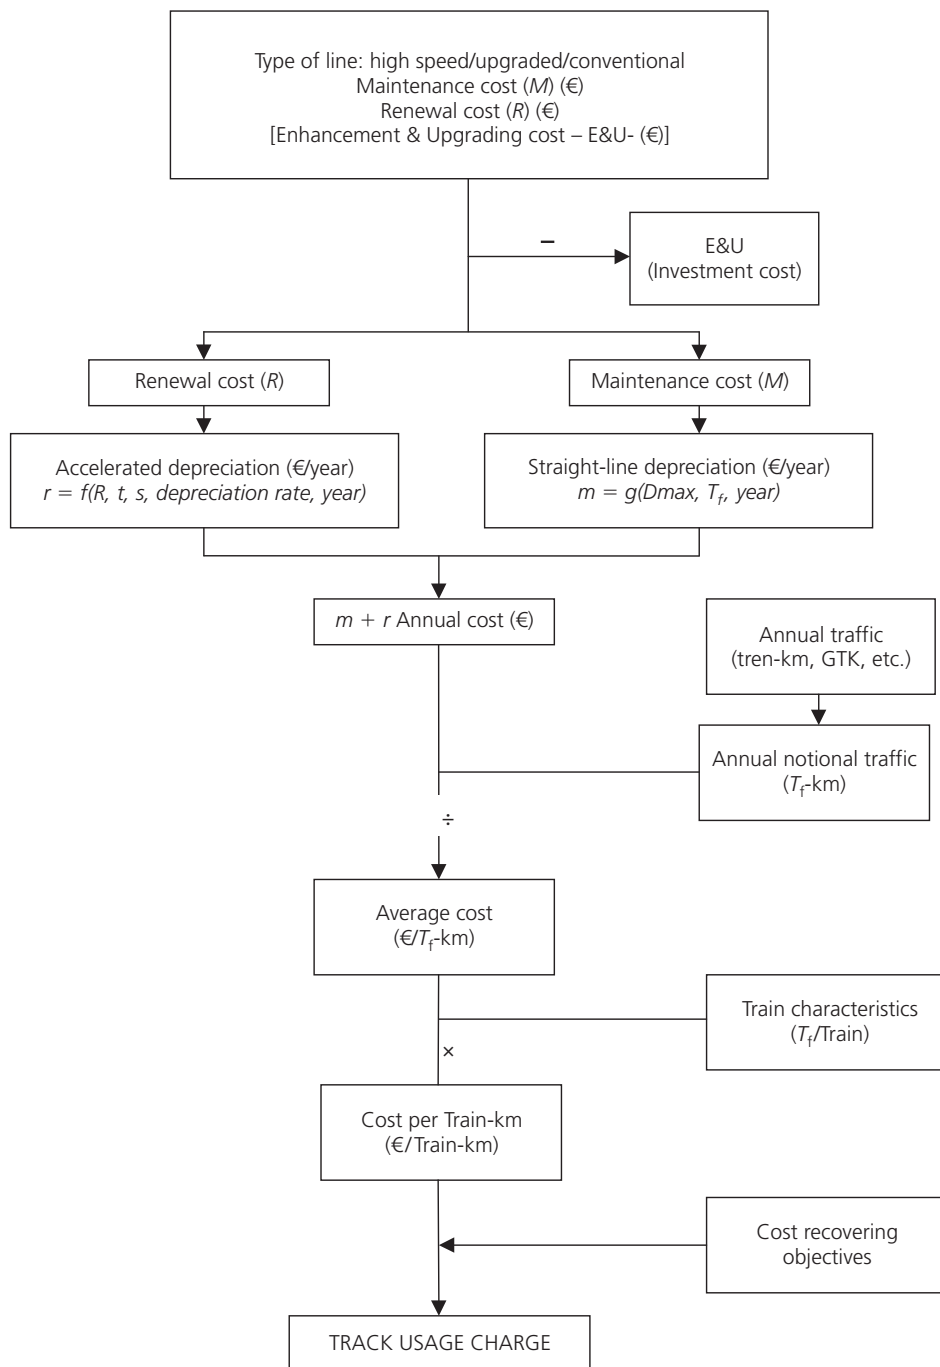 Type of line: high speed/upgraded/conventional
Maintenance cost (M) (€)
Renewal cost (R) (€)
[Enhancement & Upgrading cost – E&U- (€)]
–
E&U
(Investment cost)
Renewal cost (R)
Maintenance cost (M)
Accelerated depreciation (€/year)
r = f(R, t, s, depreciation rate, year)
Straight-line depreciation (€/year)
m = g(Dmax, Tf, year)
m + r Annual cost (€)
Annual traffic
(tren-km, GTK, etc.)
Annual notional traffic
(Tf-km)
÷
Average cost
(€/Tf-km)
Train characteristics
(Tf/Train)
×
Cost per Train-km
(€/Train-km)
Cost recovering
objectives
TRACK USAGE CHARGE